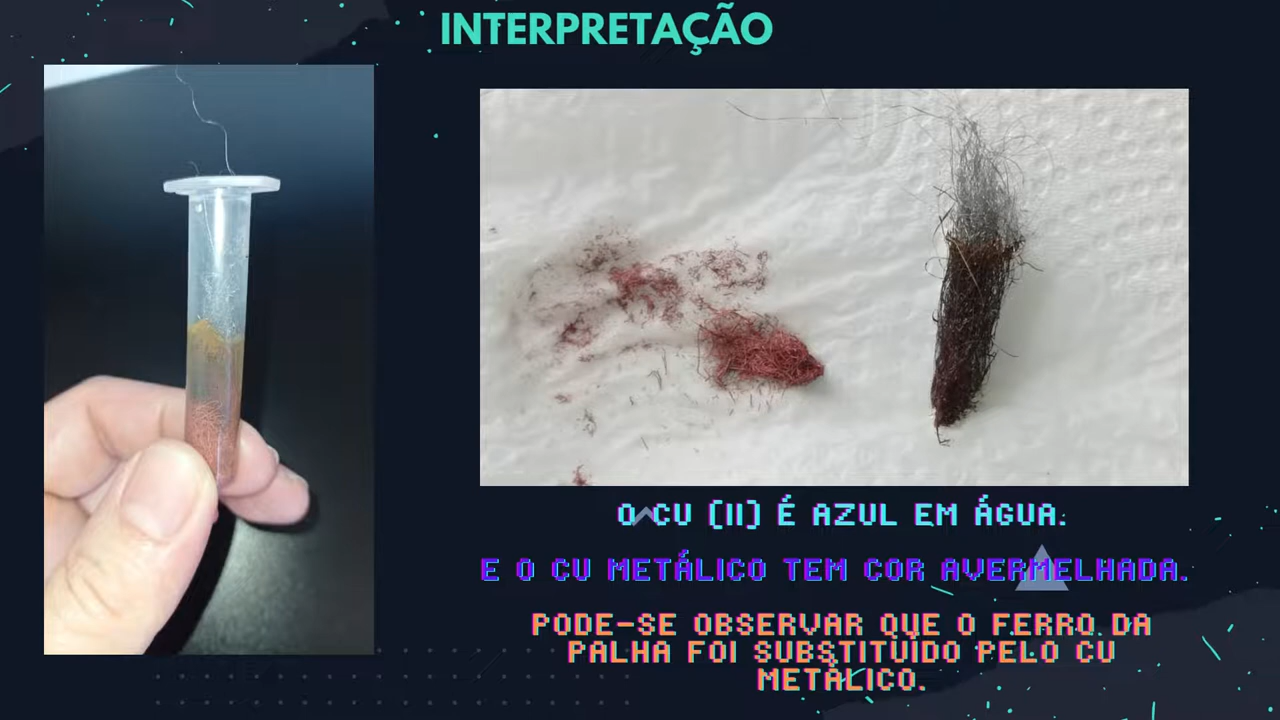 INTERPRETAÇÃO
O CU (II) É AZUL EM ÁGUA.
E O CU METÁLICO TEM COR AVERMELHADA.
PODE-SE OBSERVAR QUE O FERRO DA
PALHA FOI SUBSTITUÍDO PELO CU
METÁLICO.